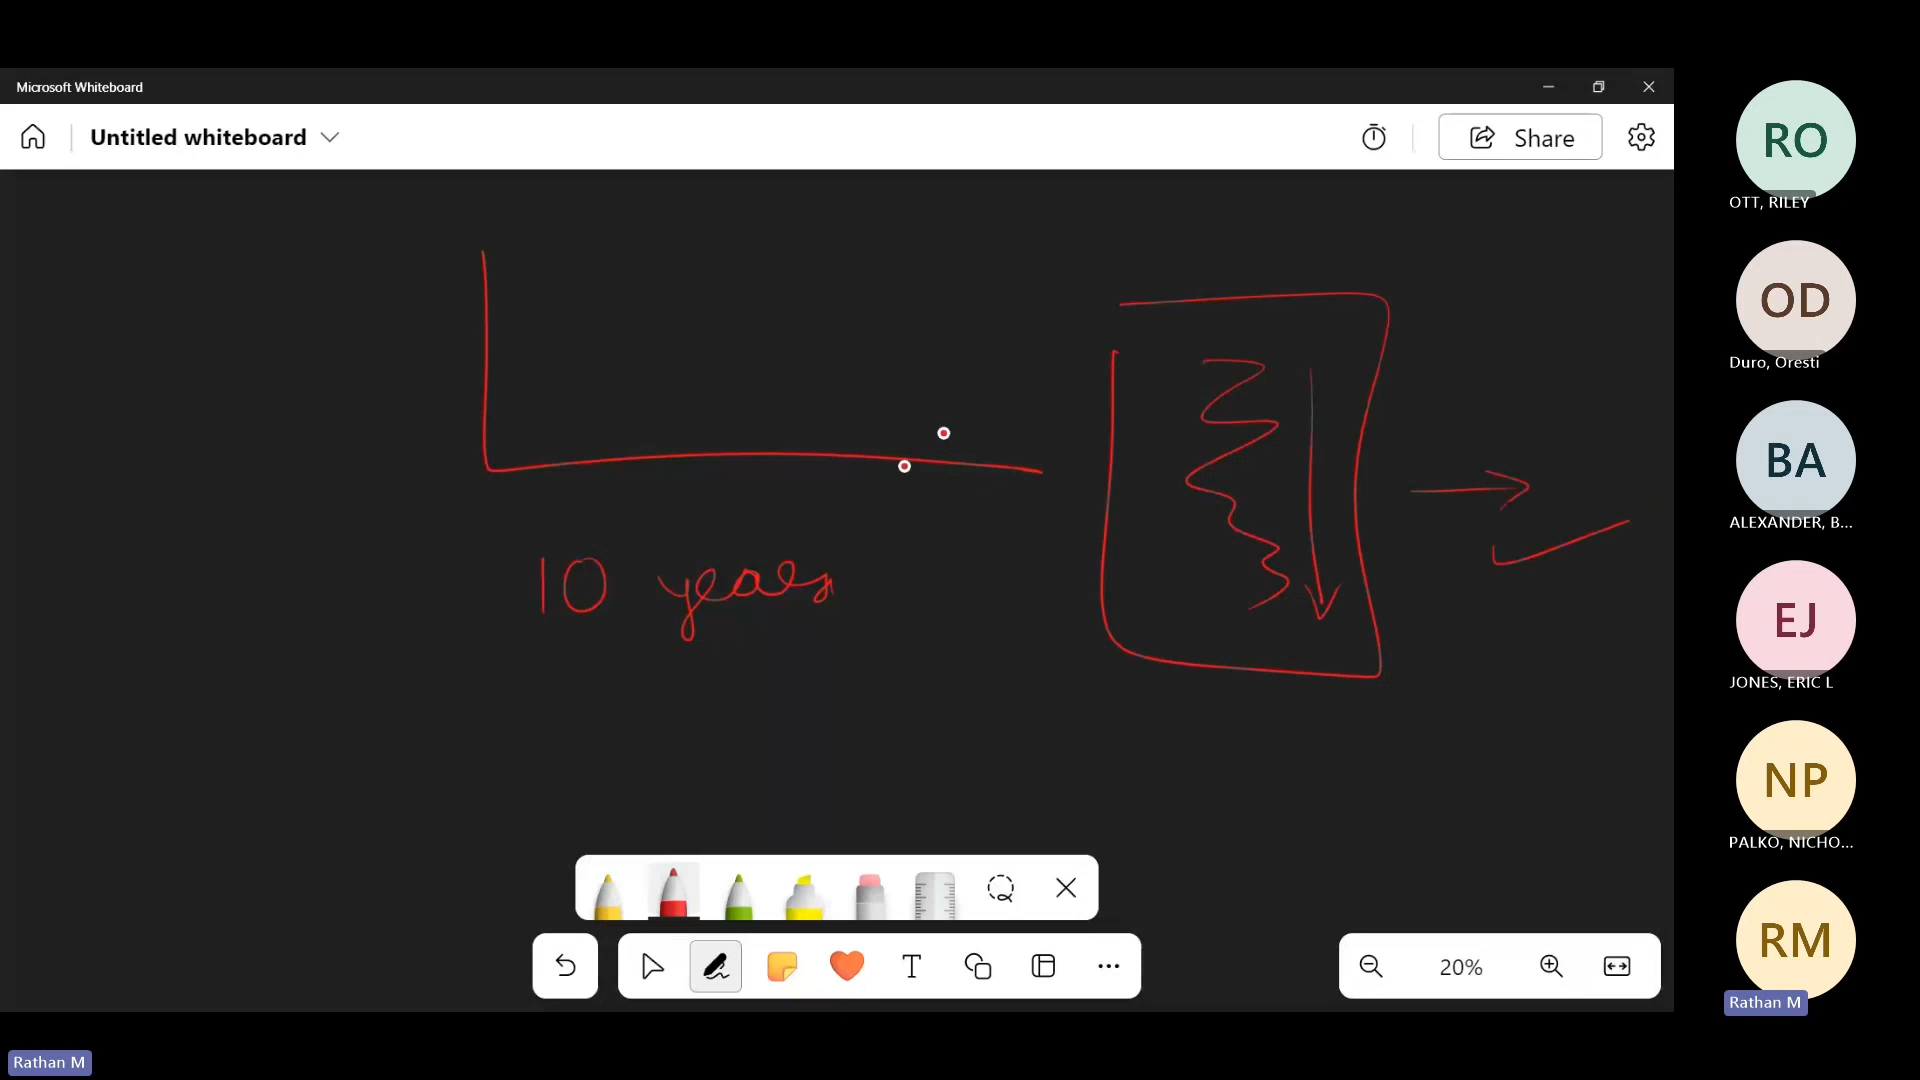 Microsoft Whiteboard
Untitled whiteboard
Share
10 years
20%
RO
OTT, RILEY
OD
Duro, Oresti
BA
ALEXANDER, B...
EJ
JONES, ERIC L
NP
PALKO, NICHO...
RM
Rathan M
Rathan M